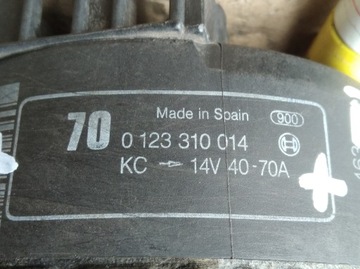 70
Made in Spain 900
0 123 310 014
KC 14V 40-70A